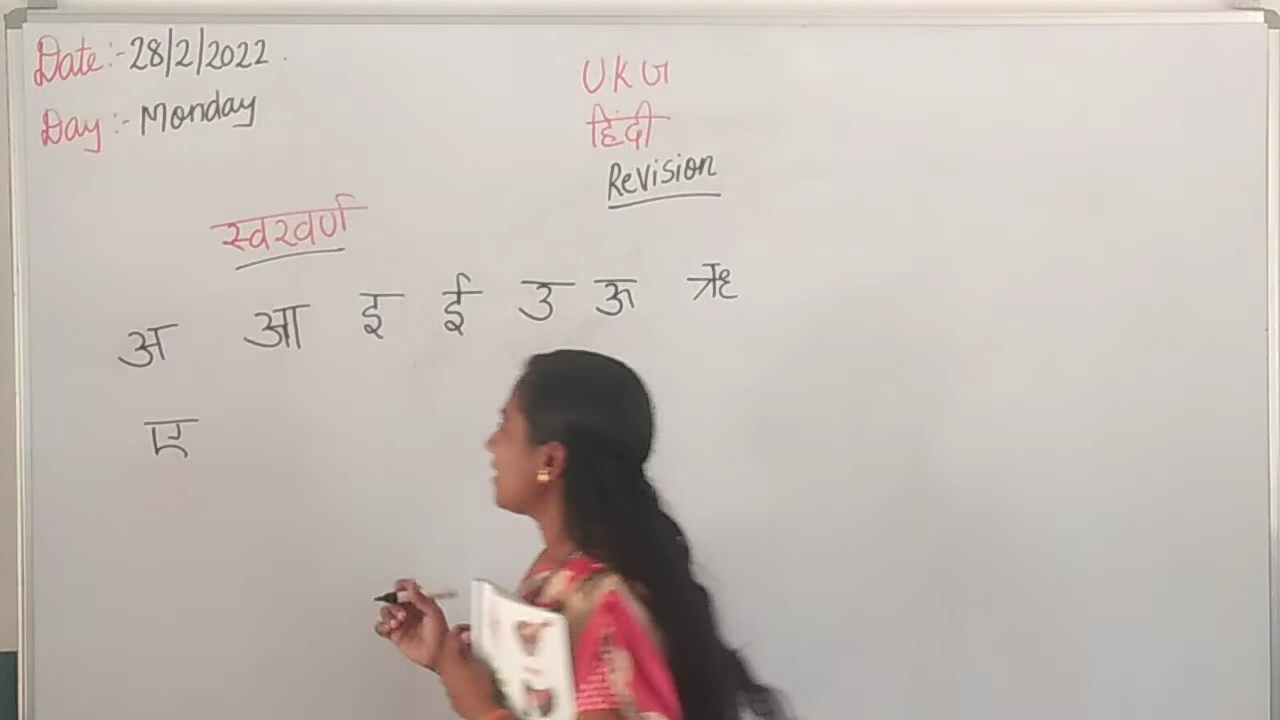 Date:- 28/2/2022.
Day:- Monday
UKG
हिंदी
Revision
स्वरवर्ण
अ आ इ ई उ ऊ ऋ
ए